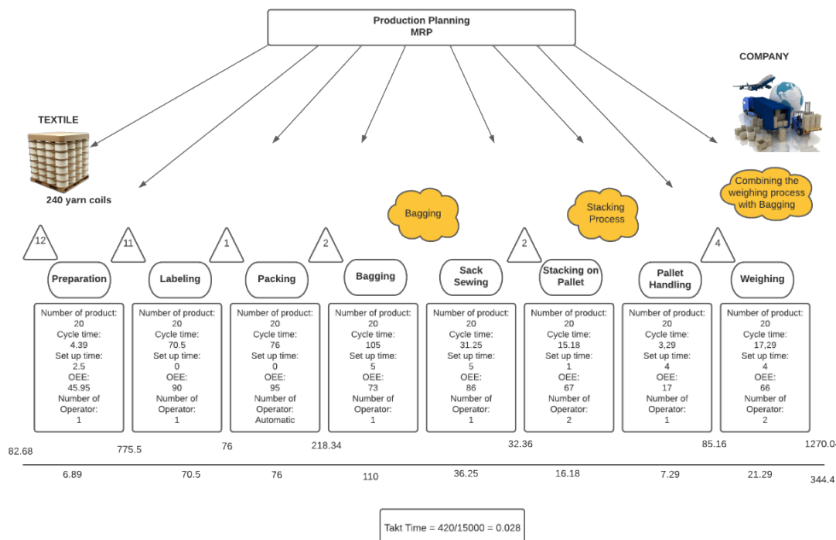 Production Planning
MRP
COMPANY
TEXTILE
240 yarn coils
Bagging
Stacking
Process
Combining the
weighing process
with Bagging
12
11
1
2
2
4
Preparation
Labeling
Packing
Bagging
Sack
Sewing
Stacking on
Pallet
Pallet
Handling
Weighing
Number of product:
20
Cycle time:
4.39
Set up time:
2.5
OEE:
45.95
Number of
Operator:
1
Number of product:
20
Cycle time:
70.5
Set up time:
0
OEE:
90
Number of
Operator:
1
Number of product:
20
Cycle time:
76
Set up time:
0
OEE:
95
Number of
Operator:
Automatic
Number of product:
20
Cycle time:
105
Set up time:
5
OEE:
73
Number of
Operator:
1
Number of product:
20
Cycle time:
31.25
Set up time:
5
OEE:
86
Number of
Operator:
1
Number of product:
20
Cycle time:
15.18
Set up time:
1
OEE:
67
Number of
Operator:
2
Number of product:
20
Cycle time:
3,29
Set up time:
4
OEE:
17
Number of
Operator:
1
Number of product:
20
Cycle time:
17,29
Set up time:
4
OEE:
66
Number of
Operator:
2
82.68
775.5
76
218.34
32.36
85.16
1270.0
6.89
70.5
76
110
36.25
16.18
7.29
21.29
344.4
Takt Time = 420/15000 = 0.028